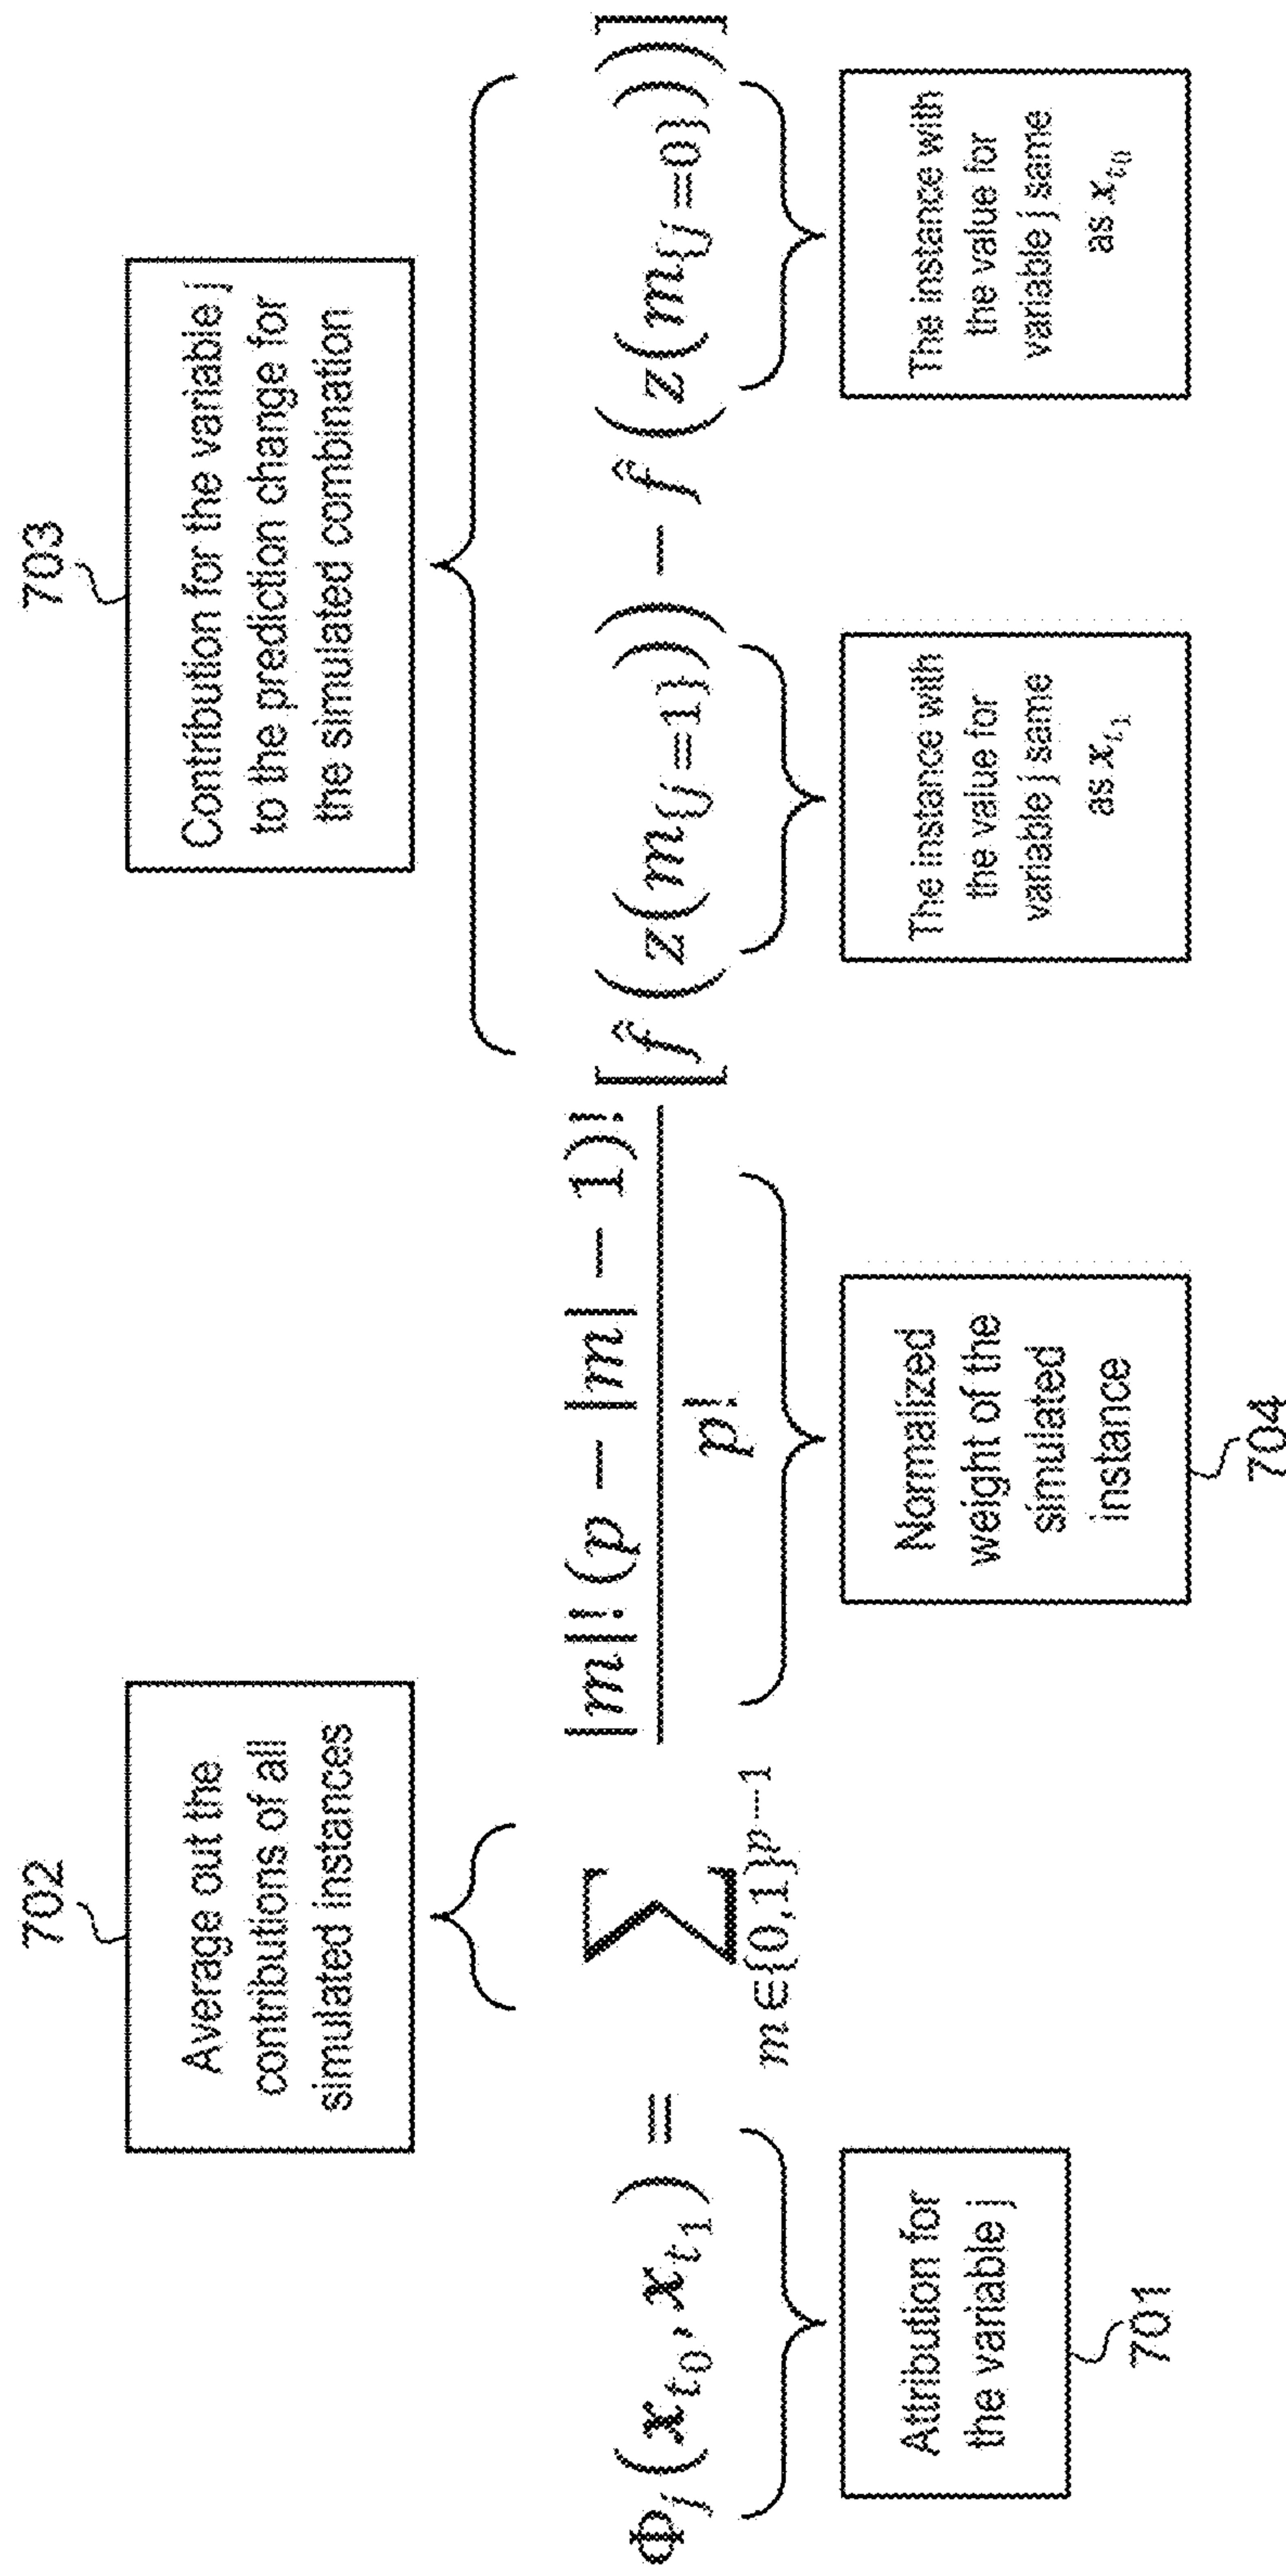 702
Average out the
contributions of all
simulated instances
703
Contribution for the variable j
to the prediction change for
the simulated combination
Φ_j(x_{t_0}, x_{t_1}) = ∑_{m∈{0,1}^{p−1}} |m|!(p − |m| − 1)! / p! [f̂(z(m_{{j=1}})) − f̂(z(m_{{j=0}}))]
Attribution for
the variable j
701
Normalized
weight of the
simulated
instance
704
The instance with
the value for
variable j same
as x_{t_1}
The instance with
the value for
variable j same
as x_{t_0}